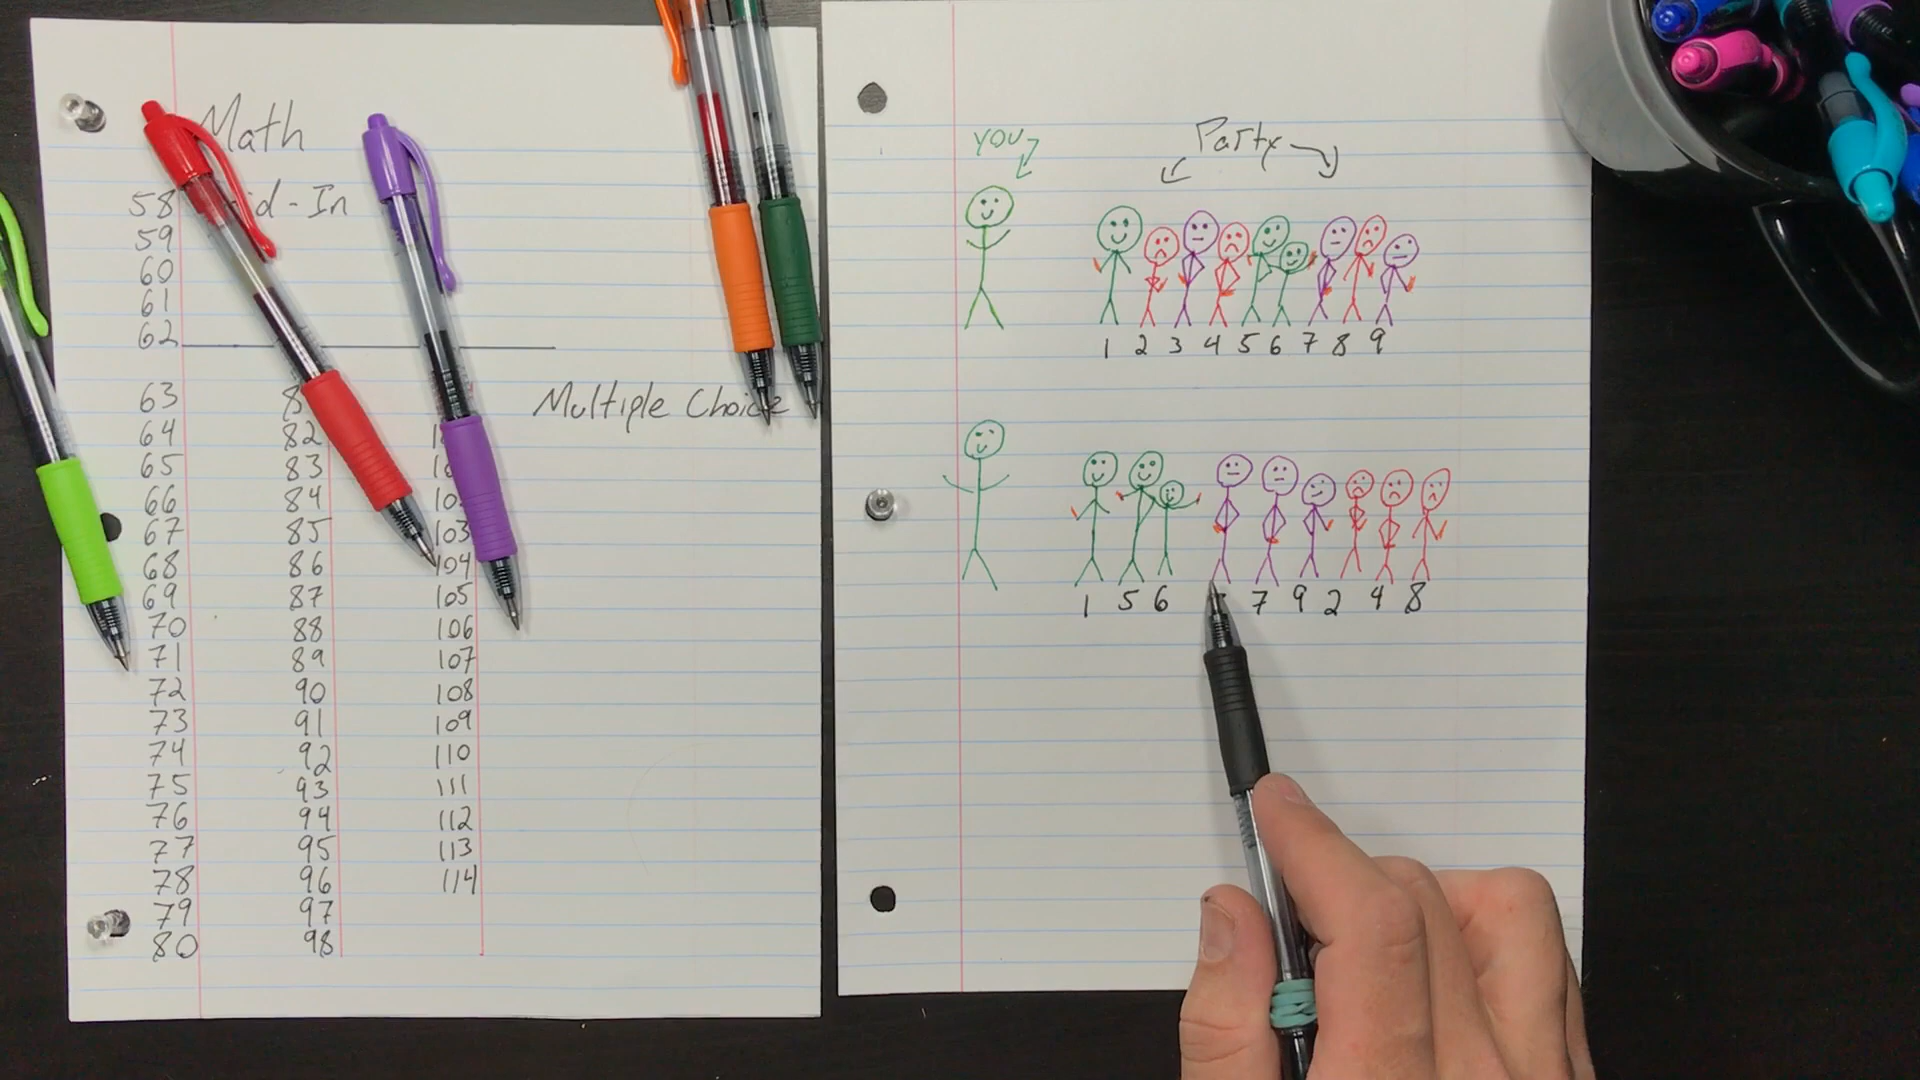 Math
58 -In
59
60
61
62
63
64 82
65 83
66 84
67 85 103
68 86 104
69 87 105
70 88 106
71 89 107
72 90 108
73 91 109
74 92 110
75 93 111
76 94 112
77 95 113
78 96 114
79 97
80 98
Multiple Choice
YOU
Party
1 2 3 4 5 6 7 8 9
1 5 6 7 9 2 4 8